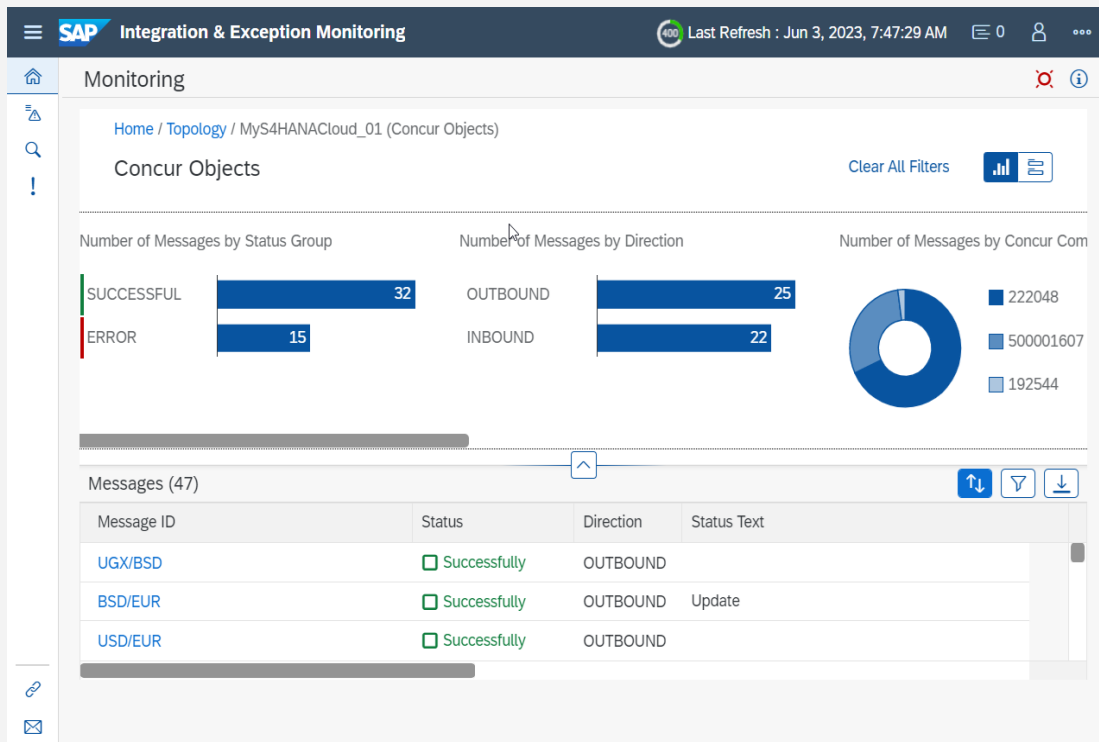 SAP Integration & Exception Monitoring 400 Last Refresh : Jun 3, 2023, 7:47:29 AM 0
Monitoring
Home / Topology / MyS4HANACloud_01 (Concur Objects)
Concur Objects Clear All Filters
Number of Messages by Status Group
SUCCESSFUL 32
ERROR 15
Number of Messages by Direction
OUTBOUND 25
INBOUND 22
Number of Messages by Concur Com
222048
500001607
192544
Messages (47)
Message ID Status Direction Status Text
UGX/BSD Successfully OUTBOUND
BSD/EUR Successfully OUTBOUND Update
USD/EUR Successfully OUTBOUND